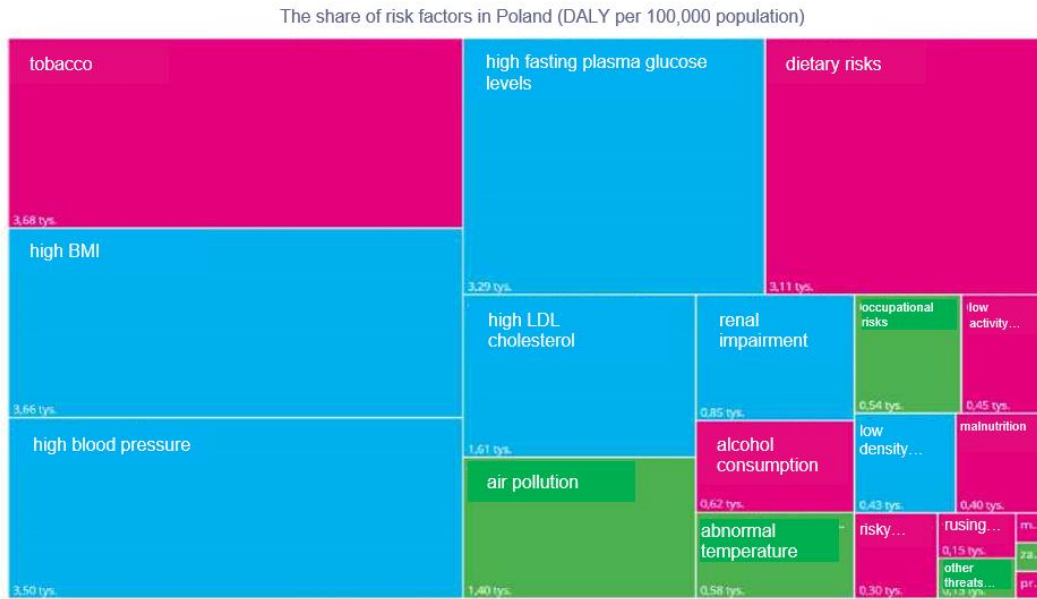 The share of risk factors in Poland (DALY per 100,000 population)
tobacco
3,68 tys.
high BMI
3,66 tys.
high blood pressure
3,50 tys.
high fasting plasma glucose
levels
3,29 tys.
dietary risks
3,11 tys.
high LDL
cholesterol
1,61 tys.
air pollution
1,40 tys.
renal
impairment
0,85 tys.
alcohol
consumption
0,62 tys.
abnormal
temperature
0,58 tys.
occupational
risks
0,54 tys.
low
activity...
0,45 tys.
low
density...
0,43 tys.
malnutrition
0,40 tys.
risky...
0,30 tys.
rusing...
0,15 tys.
other
threats...
m...
za...
pr...